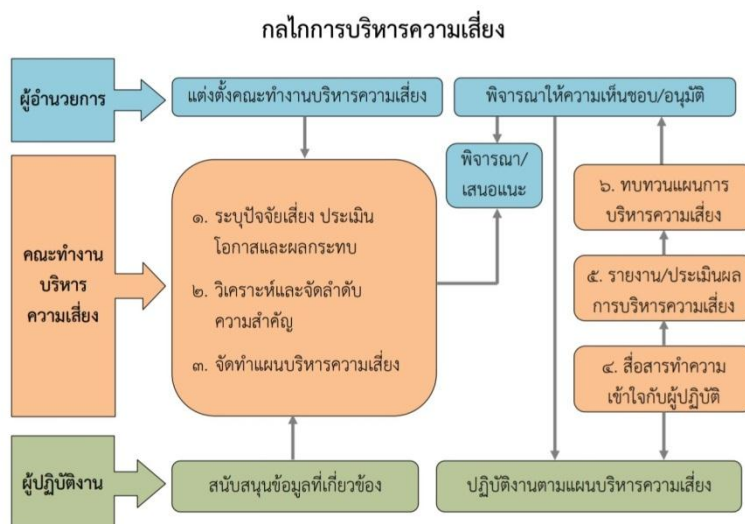 กลไกการบริหารความเสี่ยง
ผู้อำนวยการ
แต่งตั้งคณะทำงานบริหารความเสี่ยง
พิจารณาให้ความเห็นชอบ/อนุมัติ
พิจารณา/
เสนอแนะ
คณะทำงาน
บริหาร
ความเสี่ยง
๑. ระบุปัจจัยเสี่ยง ประเมิน
โอกาสและผลกระทบ
๒. วิเคราะห์และจัดลำดับ
ความสำคัญ
๓. จัดทำแผนบริหารความเสี่ยง
๖. ทบทวนแผนการ
บริหารความเสี่ยง
๕. รายงาน/ประเมินผล
การบริหารความเสี่ยง
๔. สื่อสารทำความ
เข้าใจกับผู้ปฏิบัติ
ผู้ปฏิบัติงาน
สนับสนุนข้อมูลที่เกี่ยวข้อง
ปฏิบัติงานตามแผนบริหารความเสี่ยง